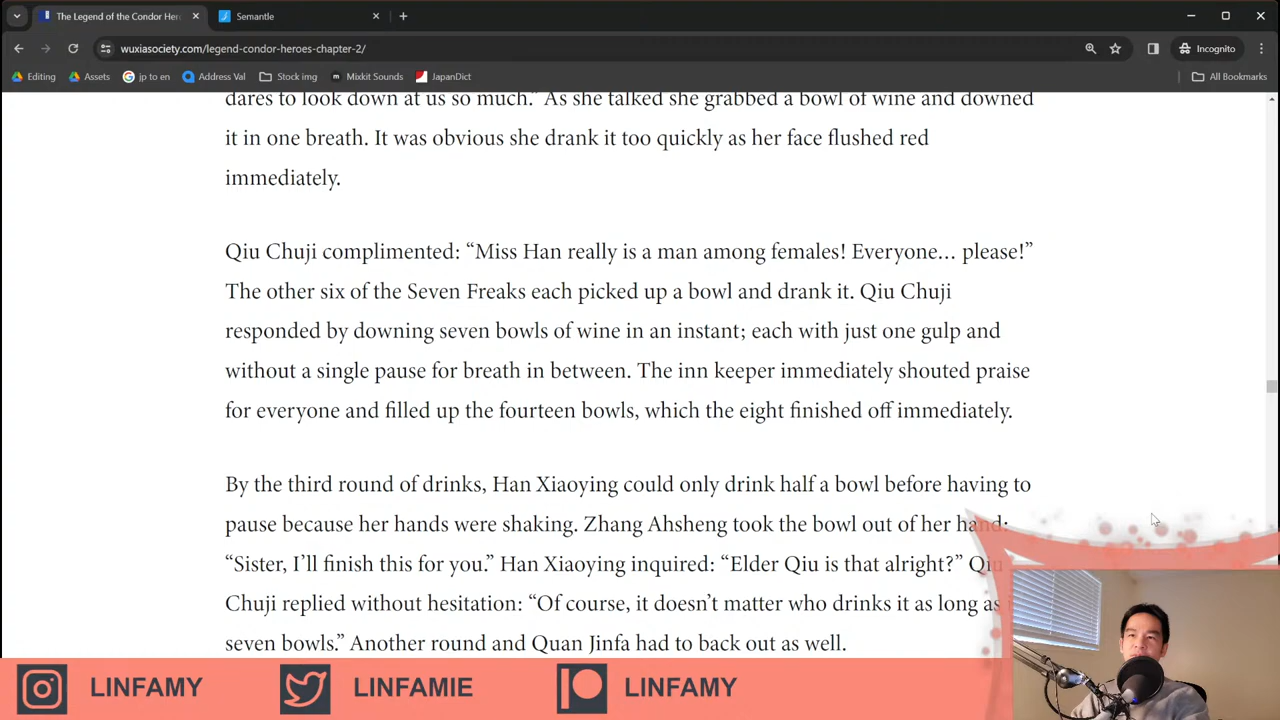 The Legend of the Condor Her
Semantle
wuxiasociety.com/legend-condor-heroes-chapter-2/
Incognito
Editing
Assets
jp to en
Address Val
Stock img
Mixkit Sounds
JapanDict
All Bookmarks
dares to look down at us so much.” As she talked she grabbed a bowl of wine and downed
it in one breath. It was obvious she drank it too quickly as her face flushed red
immediately.
Qiu Chuji complimented: “Miss Han really is a man among females! Everyone… please!”
The other six of the Seven Freaks each picked up a bowl and drank it. Qiu Chuji
responded by downing seven bowls of wine in an instant; each with just one gulp and
without a single pause for breath in between. The inn keeper immediately shouted praise
for everyone and filled up the fourteen bowls, which the eight finished off immediately.
By the third round of drinks, Han Xiaoying could only drink half a bowl before having to
pause because her hands were shaking. Zhang Ahsheng took the bowl out of her hand:
“Sister, I’ll finish this for you.” Han Xiaoying inquired: “Elder Qiu is that alright?” Qiu
Chuji replied without hesitation: “Of course, it doesn’t matter who drinks it as long as
seven bowls.” Another round and Quan Jinfa had to back out as well.
LINFAMY
LINFAMIE
LINFAMY